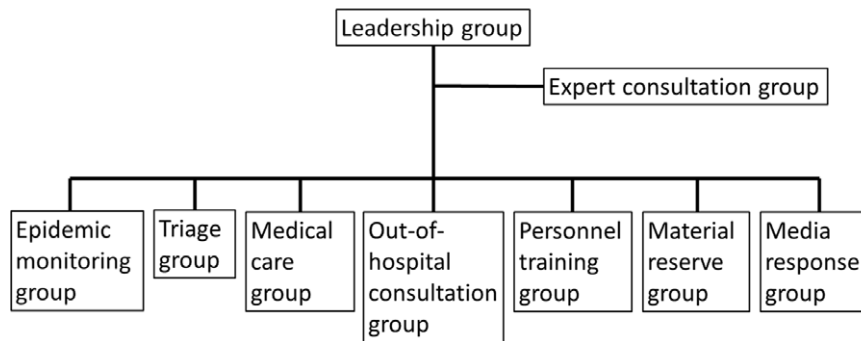 Leadership group
Expert consultation group
Epidemic
monitoring
group
Triage
group
Medical
care
group
Out-of-
hospital
consultation
group
Personnel
training
group
Material
reserve
group
Media
response
group